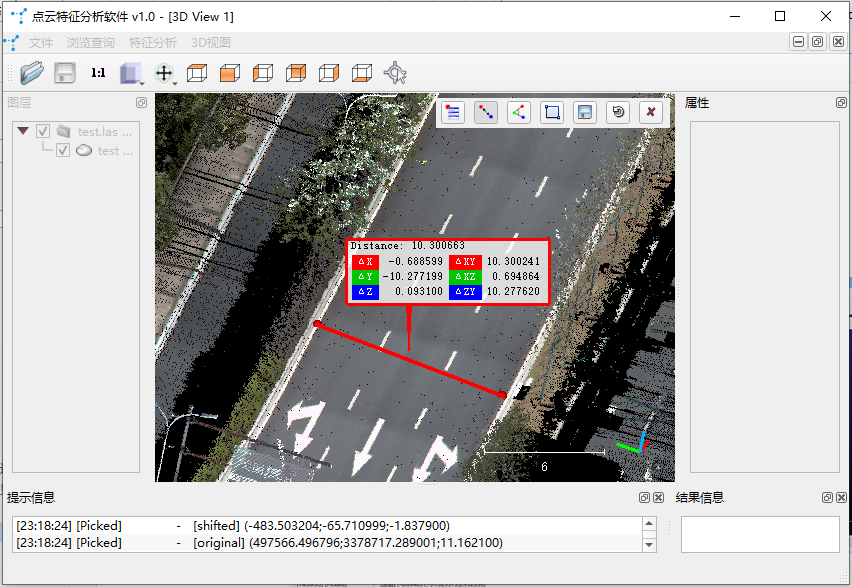 点云特征分析软件 v1.0 - [3D View 1]
文件 浏览查询 特征分析 3D视图
1:1
图层
属性
test.las ...
test ...
Distance: 10.300663
ΔX -0.688599 ΔXY 10.300241
ΔY -10.277199 ΔXZ 0.694864
ΔZ 0.093100 ΔZY 10.277620
6
提示信息
结果信息
[23:18:24] [Picked] - [shifted] (-483.503204;-65.710999;-1.837900)
[23:18:24] [Picked] - [original] (497566.496796;3378717.289001;11.162100)